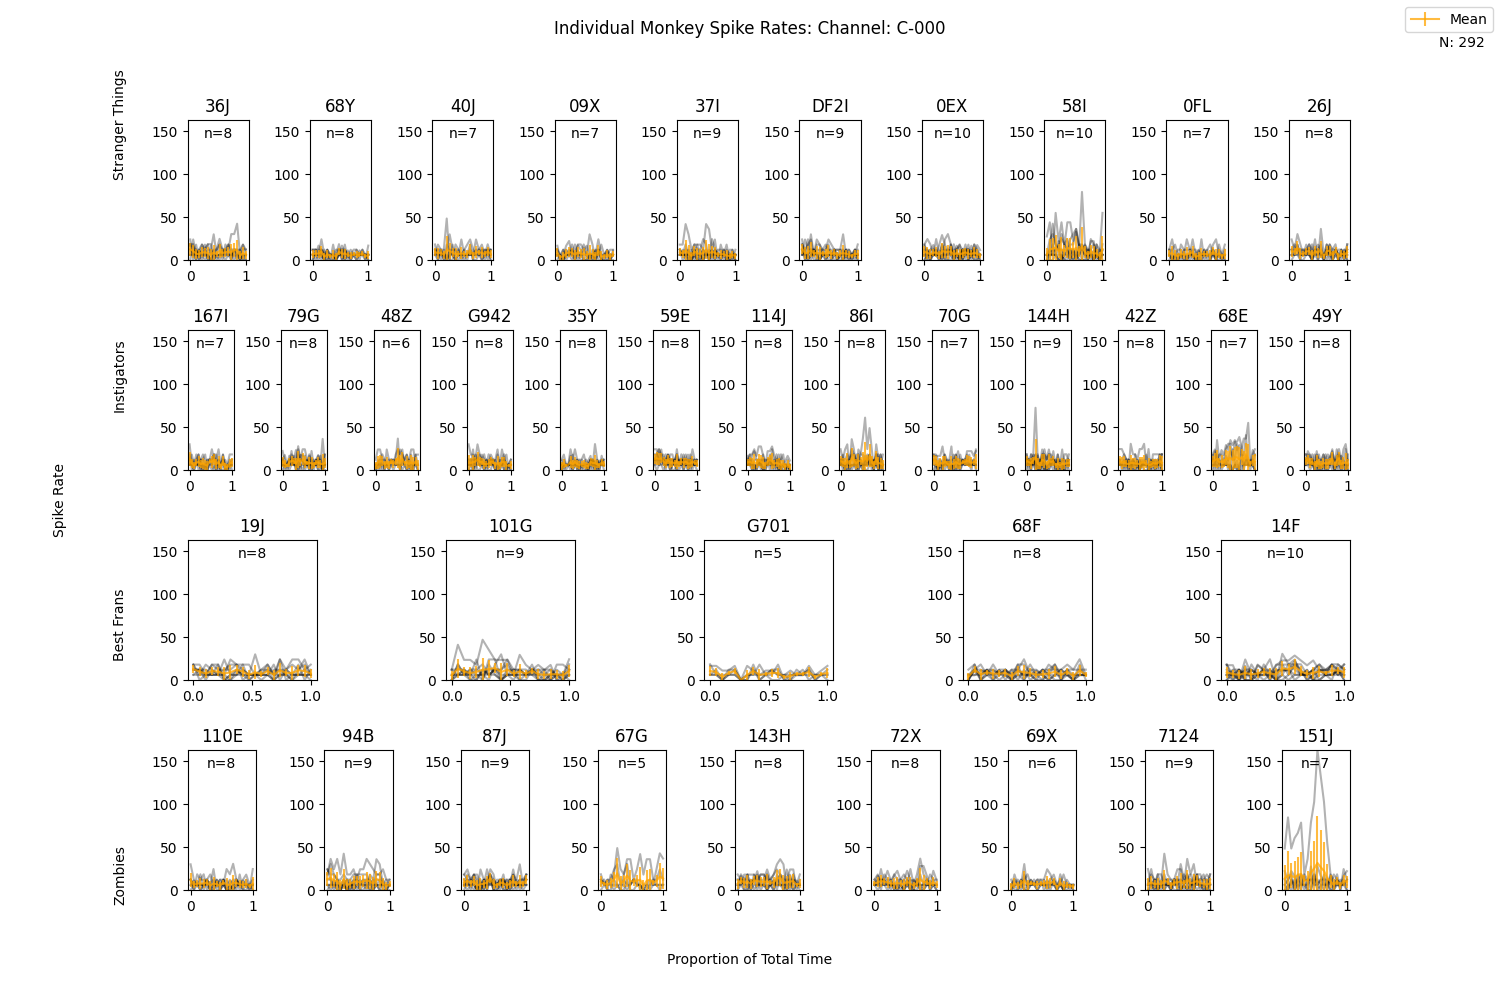 Individual Monkey Spike Rates: Channel: C-000
Mean
N: 292
Spike Rate
Stranger Things
36J 68Y 40J 09X 37I DF2I 0EX 58I 0FL 26J
n=8 n=8 n=7 n=7 n=9 n=9 n=10 n=10 n=7 n=8
150 150 150 150 150 150 150 150 150 150
100 100 100 100 100 100 100 100 100 100
50 50 50 50 50 50 50 50 50 50
0 0 0 0 0 0 0 0 0 0
0 1 0 1 0 1 0 1 0 1 0 1 0 1 0 1 0 1 0 1
Instigators
167I 79G 48Z G942 35Y 59E 114J 86I 70G 144H 42Z 68E 49Y
n=7 n=8 n=6 n=8 n=8 n=8 n=8 n=8 n=7 n=9 n=8 n=7 n=8
150 150 150 150 150 150 150 150 150 150 150 150 150
100 100 100 100 100 100 100 100 100 100 100 100 100
50 50 50 50 50 50 50 50 50 50 50 50 50
0 0 0 0 0 0 0 0 0 0 0 0 0
0 1 0 1 0 1 0 1 0 1 0 1 0 1 0 1 0 1 0 1 0 1 0 1 0 1
Best Frans
19J 101G G701 68F 14F
n=8 n=9 n=5 n=8 n=10
150 150 150 150 150
100 100 100 100 100
50 50 50 50 50
0 0 0 0 0
0.0 0.5 1.0 0.0 0.5 1.0 0.0 0.5 1.0 0.0 0.5 1.0 0.0 0.5 1.0
Zombies
110E 94B 87J 67G 143H 72X 69X 7124 151J
n=8 n=9 n=9 n=5 n=8 n=8 n=6 n=9 n=7
150 150 150 150 150 150 150 150 150
100 100 100 100 100 100 100 100 100
50 50 50 50 50 50 50 50 50
0 0 0 0 0 0 0 0 0
0 1 0 1 0 1 0 1 0 1 0 1 0 1 0 1 0 1
Proportion of Total Time